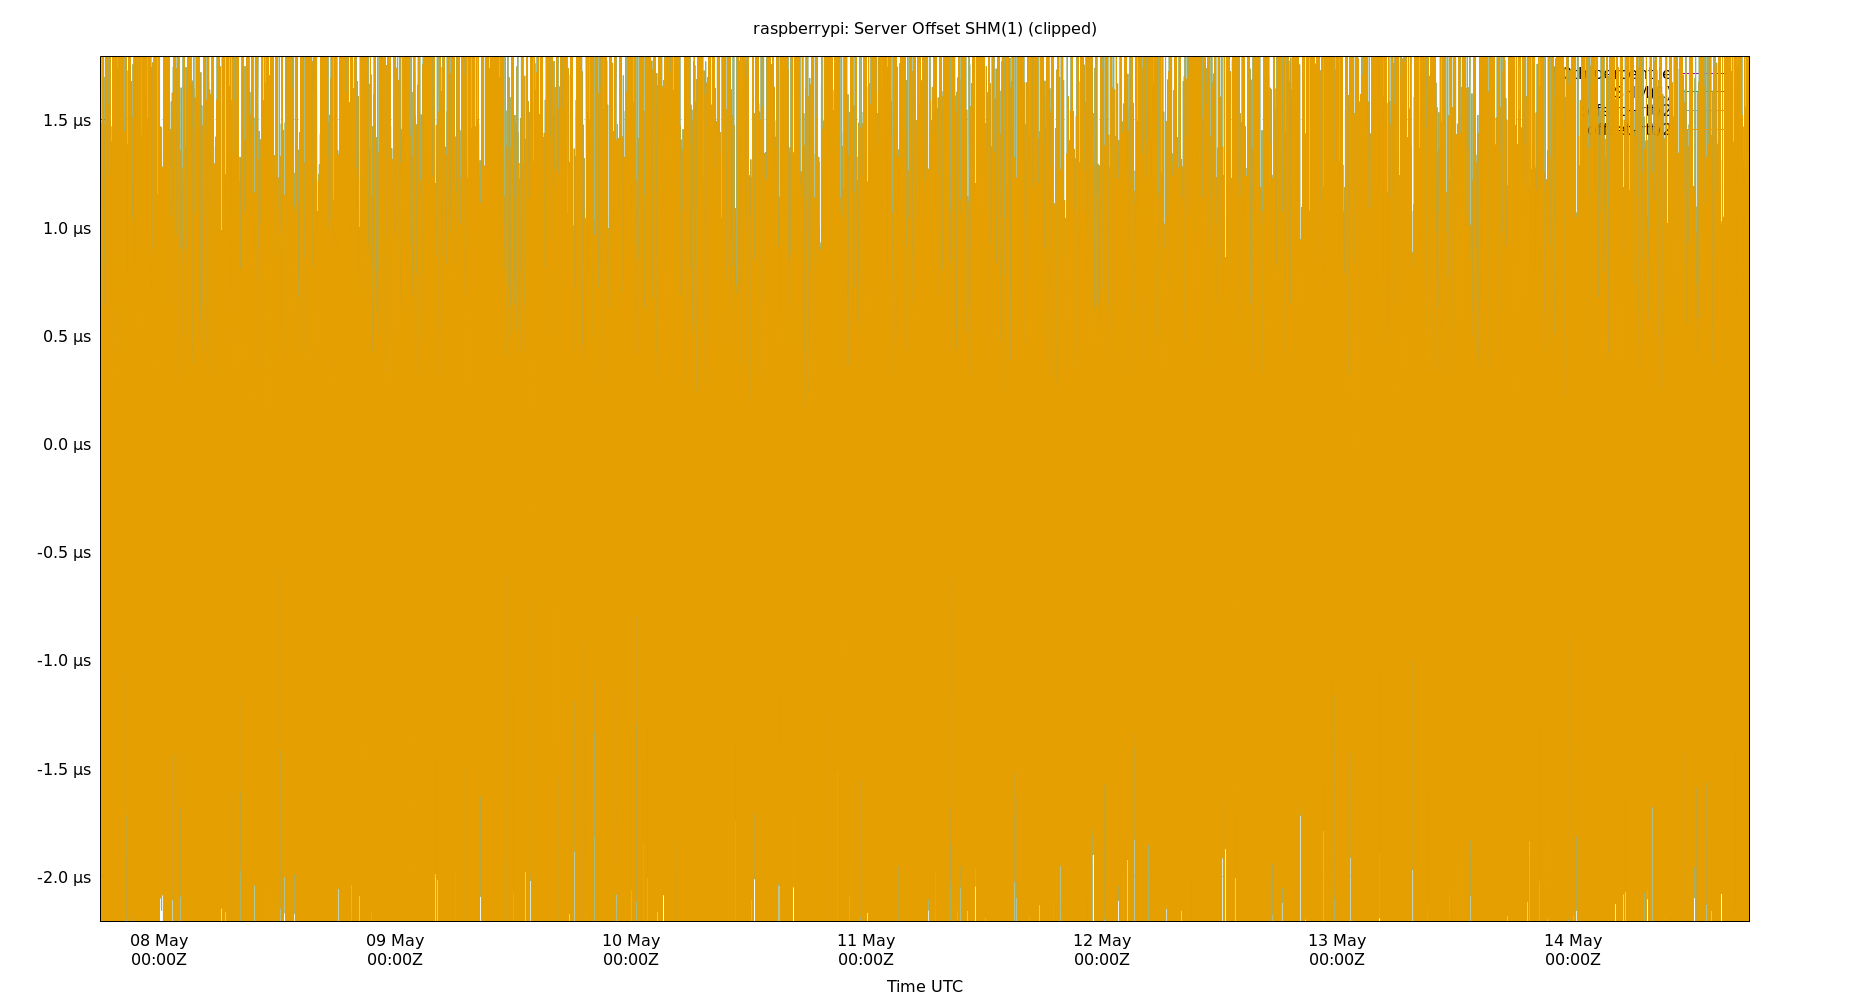 raspberrypi: Server Offset SHM(1) (clipped)
1.5 µs
1.0 µs
0.5 µs
0.0 µs
-0.5 µs
-1.0 µs
-1.5 µs
-2.0 µs
08 May 09 May 10 May 11 May 12 May 13 May 14 May
00:00Z 00:00Z 00:00Z 00:00Z 00:00Z 00:00Z 00:00Z
Time UTC